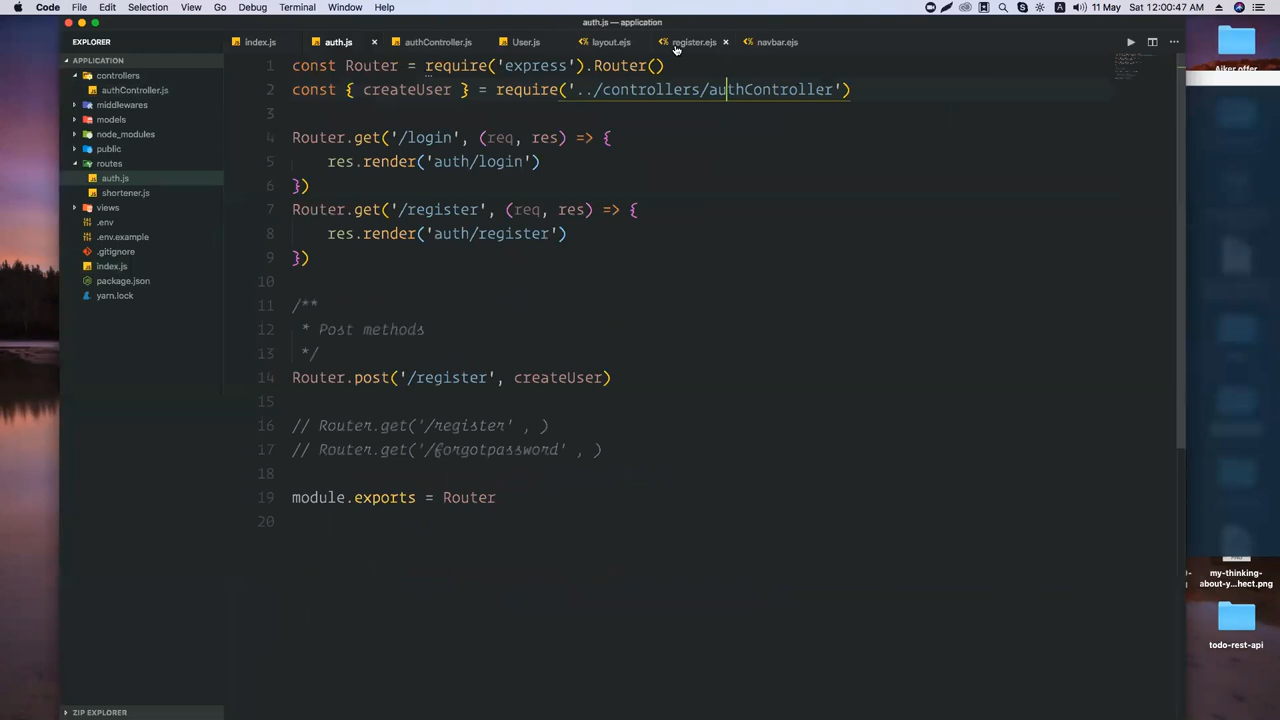 Code File Edit Selection View Go Debug Terminal Window Help
A 11 May Sat 12:00:47 AM
auth.js — application
EXPLORER
index.js auth.js × authController.js User.js layout.ejs register.ejs × navbar.ejs
APPLICATION
controllers
authController.js
middlewares
models
node_modules
public
routes
auth.js
shortener.js
views
.env
.env.example
.gitignore
index.js
package.json
yarn.lock
ZIP EXPLORER
1 const Router = require('express').Router()
2 const { createUser } = require('../controllers/authController')
3
4 Router.get('/login', (req, res) => {
5 res.render('auth/login')
6 })
7 Router.get('/register', (req, res) => {
8 res.render('auth/register')
9 })
10
11 /**
12 * Post methods
13 */
14 Router.post('/register', createUser)
15
16 // Router.get('/register' , )
17 // Router.get('/forgotpassword' , )
18
19 module.exports = Router
20
Aiker offer
my-thinking-
about-y...hect.png
todo-rest-api